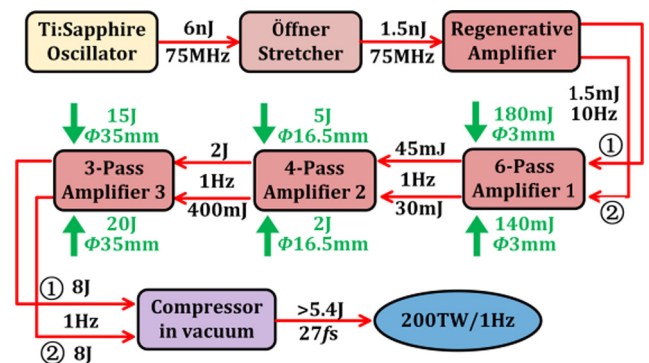 Ti:Sapphire
Oscillator
6nJ
75MHz
Öffner
Stretcher
1.5nJ
75MHz
Regenerative
Amplifier
1.5mJ
10Hz
①
②
15J
Φ35mm
5J
Φ16.5mm
180mJ
Φ3mm
3-Pass
Amplifier 3
2J
1Hz
400mJ
4-Pass
Amplifier 2
45mJ
1Hz
30mJ
6-Pass
Amplifier 1
20J
Φ35mm
2J
Φ16.5mm
140mJ
Φ3mm
① 8J
1Hz
② 8J
Compressor
in vacuum
>5.4J
27fs
200TW/1Hz